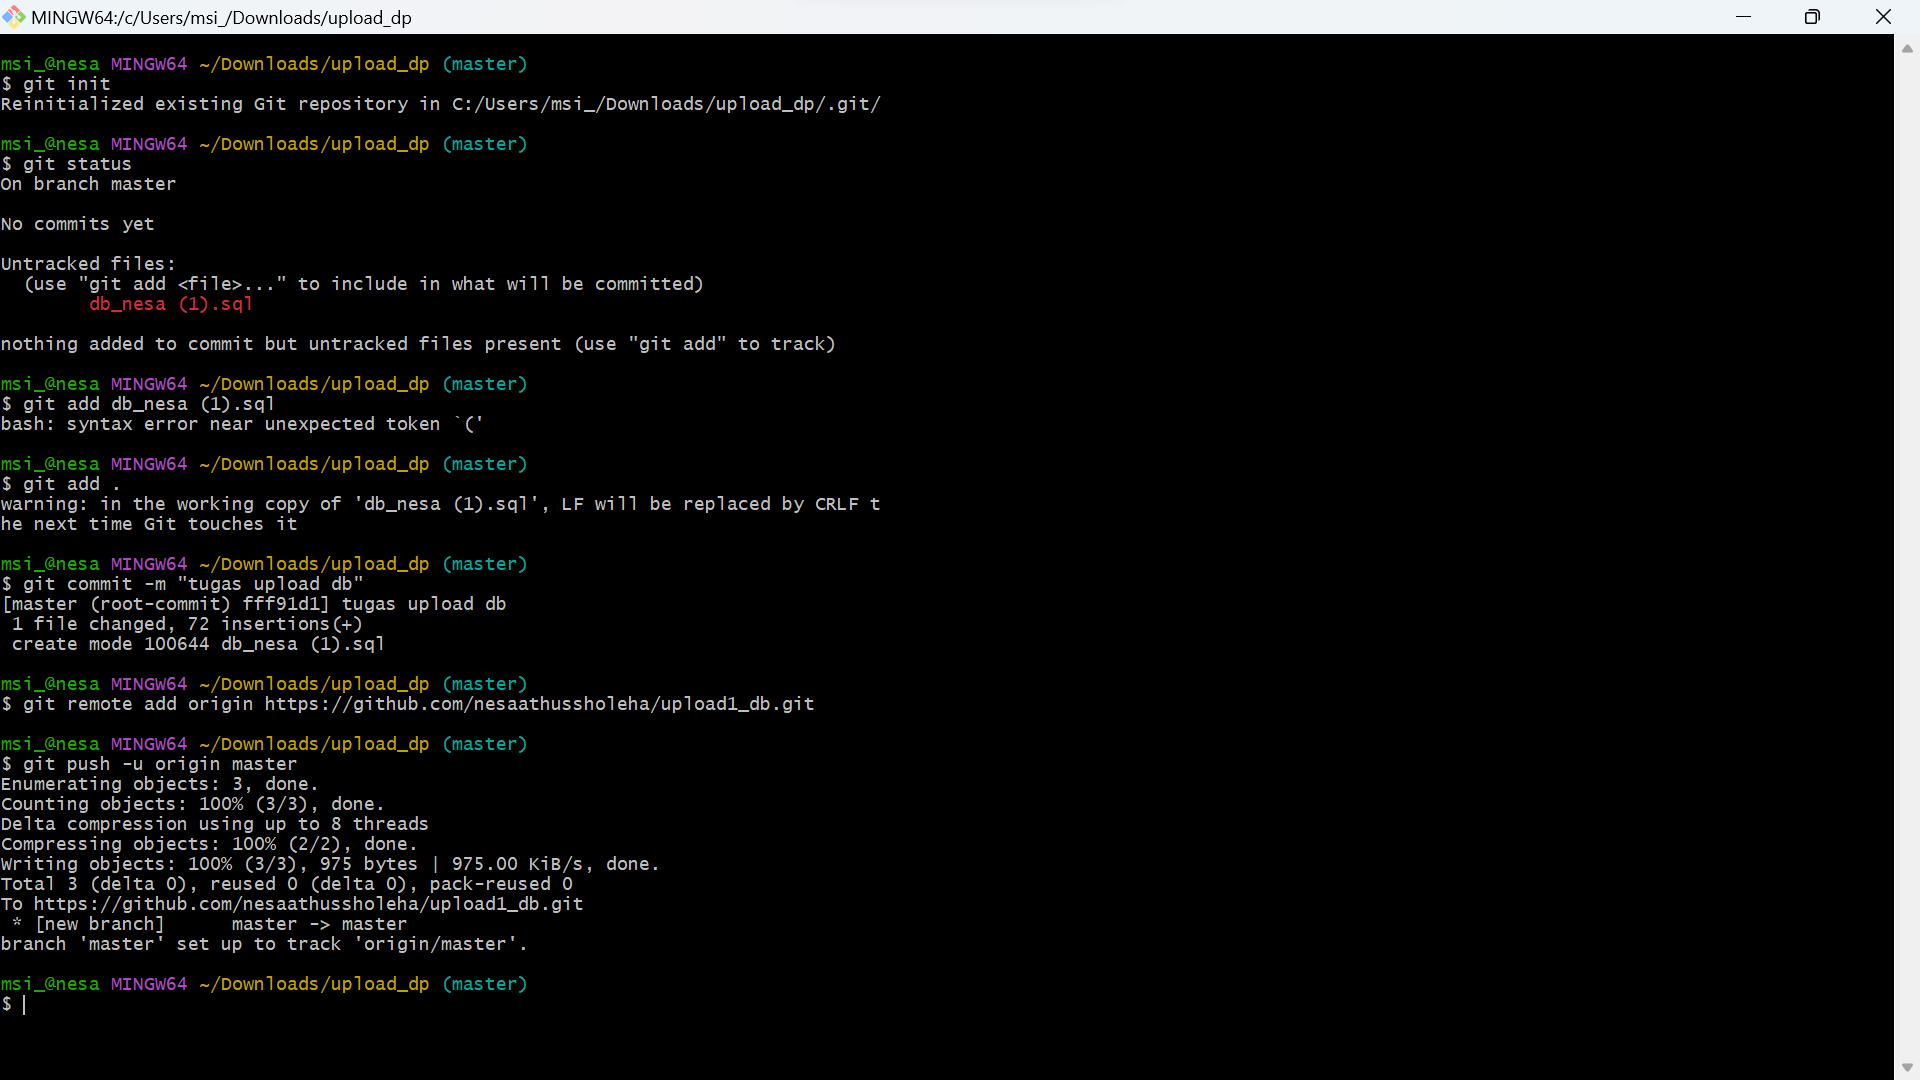 MINGW64:/c/Users/msi_/Downloads/upload_dp
msi_@nesa MINGW64 ~/Downloads/upload_dp (master)
$ git init
Reinitialized existing Git repository in C:/Users/msi_/Downloads/upload_dp/.git/
msi_@nesa MINGW64 ~/Downloads/upload_dp (master)
$ git status
On branch master
No commits yet
Untracked files:
  (use "git add <file>..." to include in what will be committed)
        db_nesa (1).sql
nothing added to commit but untracked files present (use "git add" to track)
msi_@nesa MINGW64 ~/Downloads/upload_dp (master)
$ git add db_nesa (1).sql
bash: syntax error near unexpected token `('
msi_@nesa MINGW64 ~/Downloads/upload_dp (master)
$ git add .
warning: in the working copy of 'db_nesa (1).sql', LF will be replaced by CRLF t
he next time Git touches it
msi_@nesa MINGW64 ~/Downloads/upload_dp (master)
$ git commit -m "tugas upload db"
[master (root-commit) fff91d1] tugas upload db
 1 file changed, 72 insertions(+)
 create mode 100644 db_nesa (1).sql
msi_@nesa MINGW64 ~/Downloads/upload_dp (master)
$ git remote add origin https://github.com/nesaathussholeha/upload1_db.git
msi_@nesa MINGW64 ~/Downloads/upload_dp (master)
$ git push -u origin master
Enumerating objects: 3, done.
Counting objects: 100% (3/3), done.
Delta compression using up to 8 threads
Compressing objects: 100% (2/2), done.
Writing objects: 100% (3/3), 975 bytes | 975.00 KiB/s, done.
Total 3 (delta 0), reused 0 (delta 0), pack-reused 0
To https://github.com/nesaathussholeha/upload1_db.git
 * [new branch]      master -> master
branch 'master' set up to track 'origin/master'.
msi_@nesa MINGW64 ~/Downloads/upload_dp (master)
$